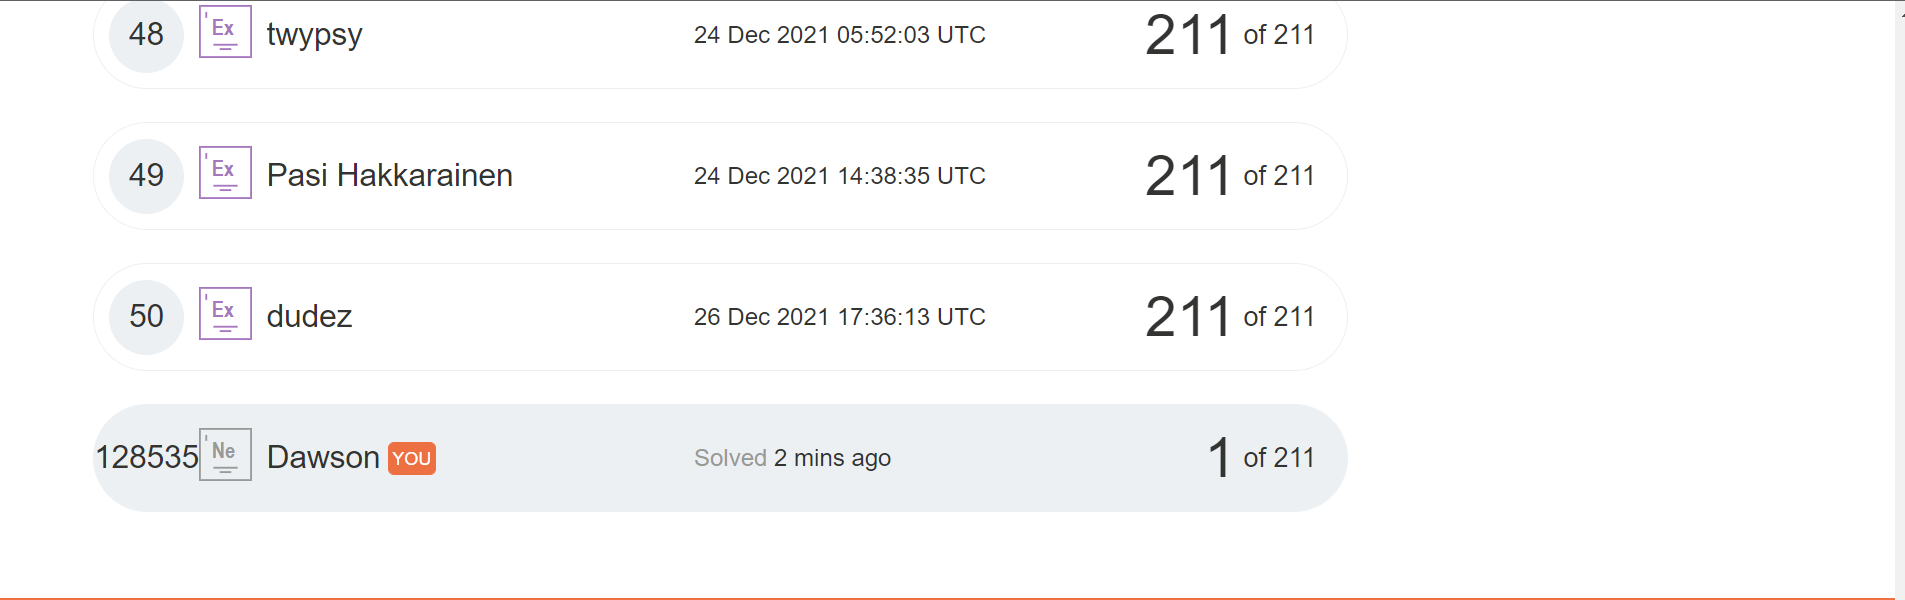 48 Ex twypsy 24 Dec 2021 05:52:03 UTC 211 of 211
49 Ex Pasi Hakkarainen 24 Dec 2021 14:38:35 UTC 211 of 211
50 Ex dudez 26 Dec 2021 17:36:13 UTC 211 of 211
128535 Ne Dawson YOU Solved 2 mins ago 1 of 211